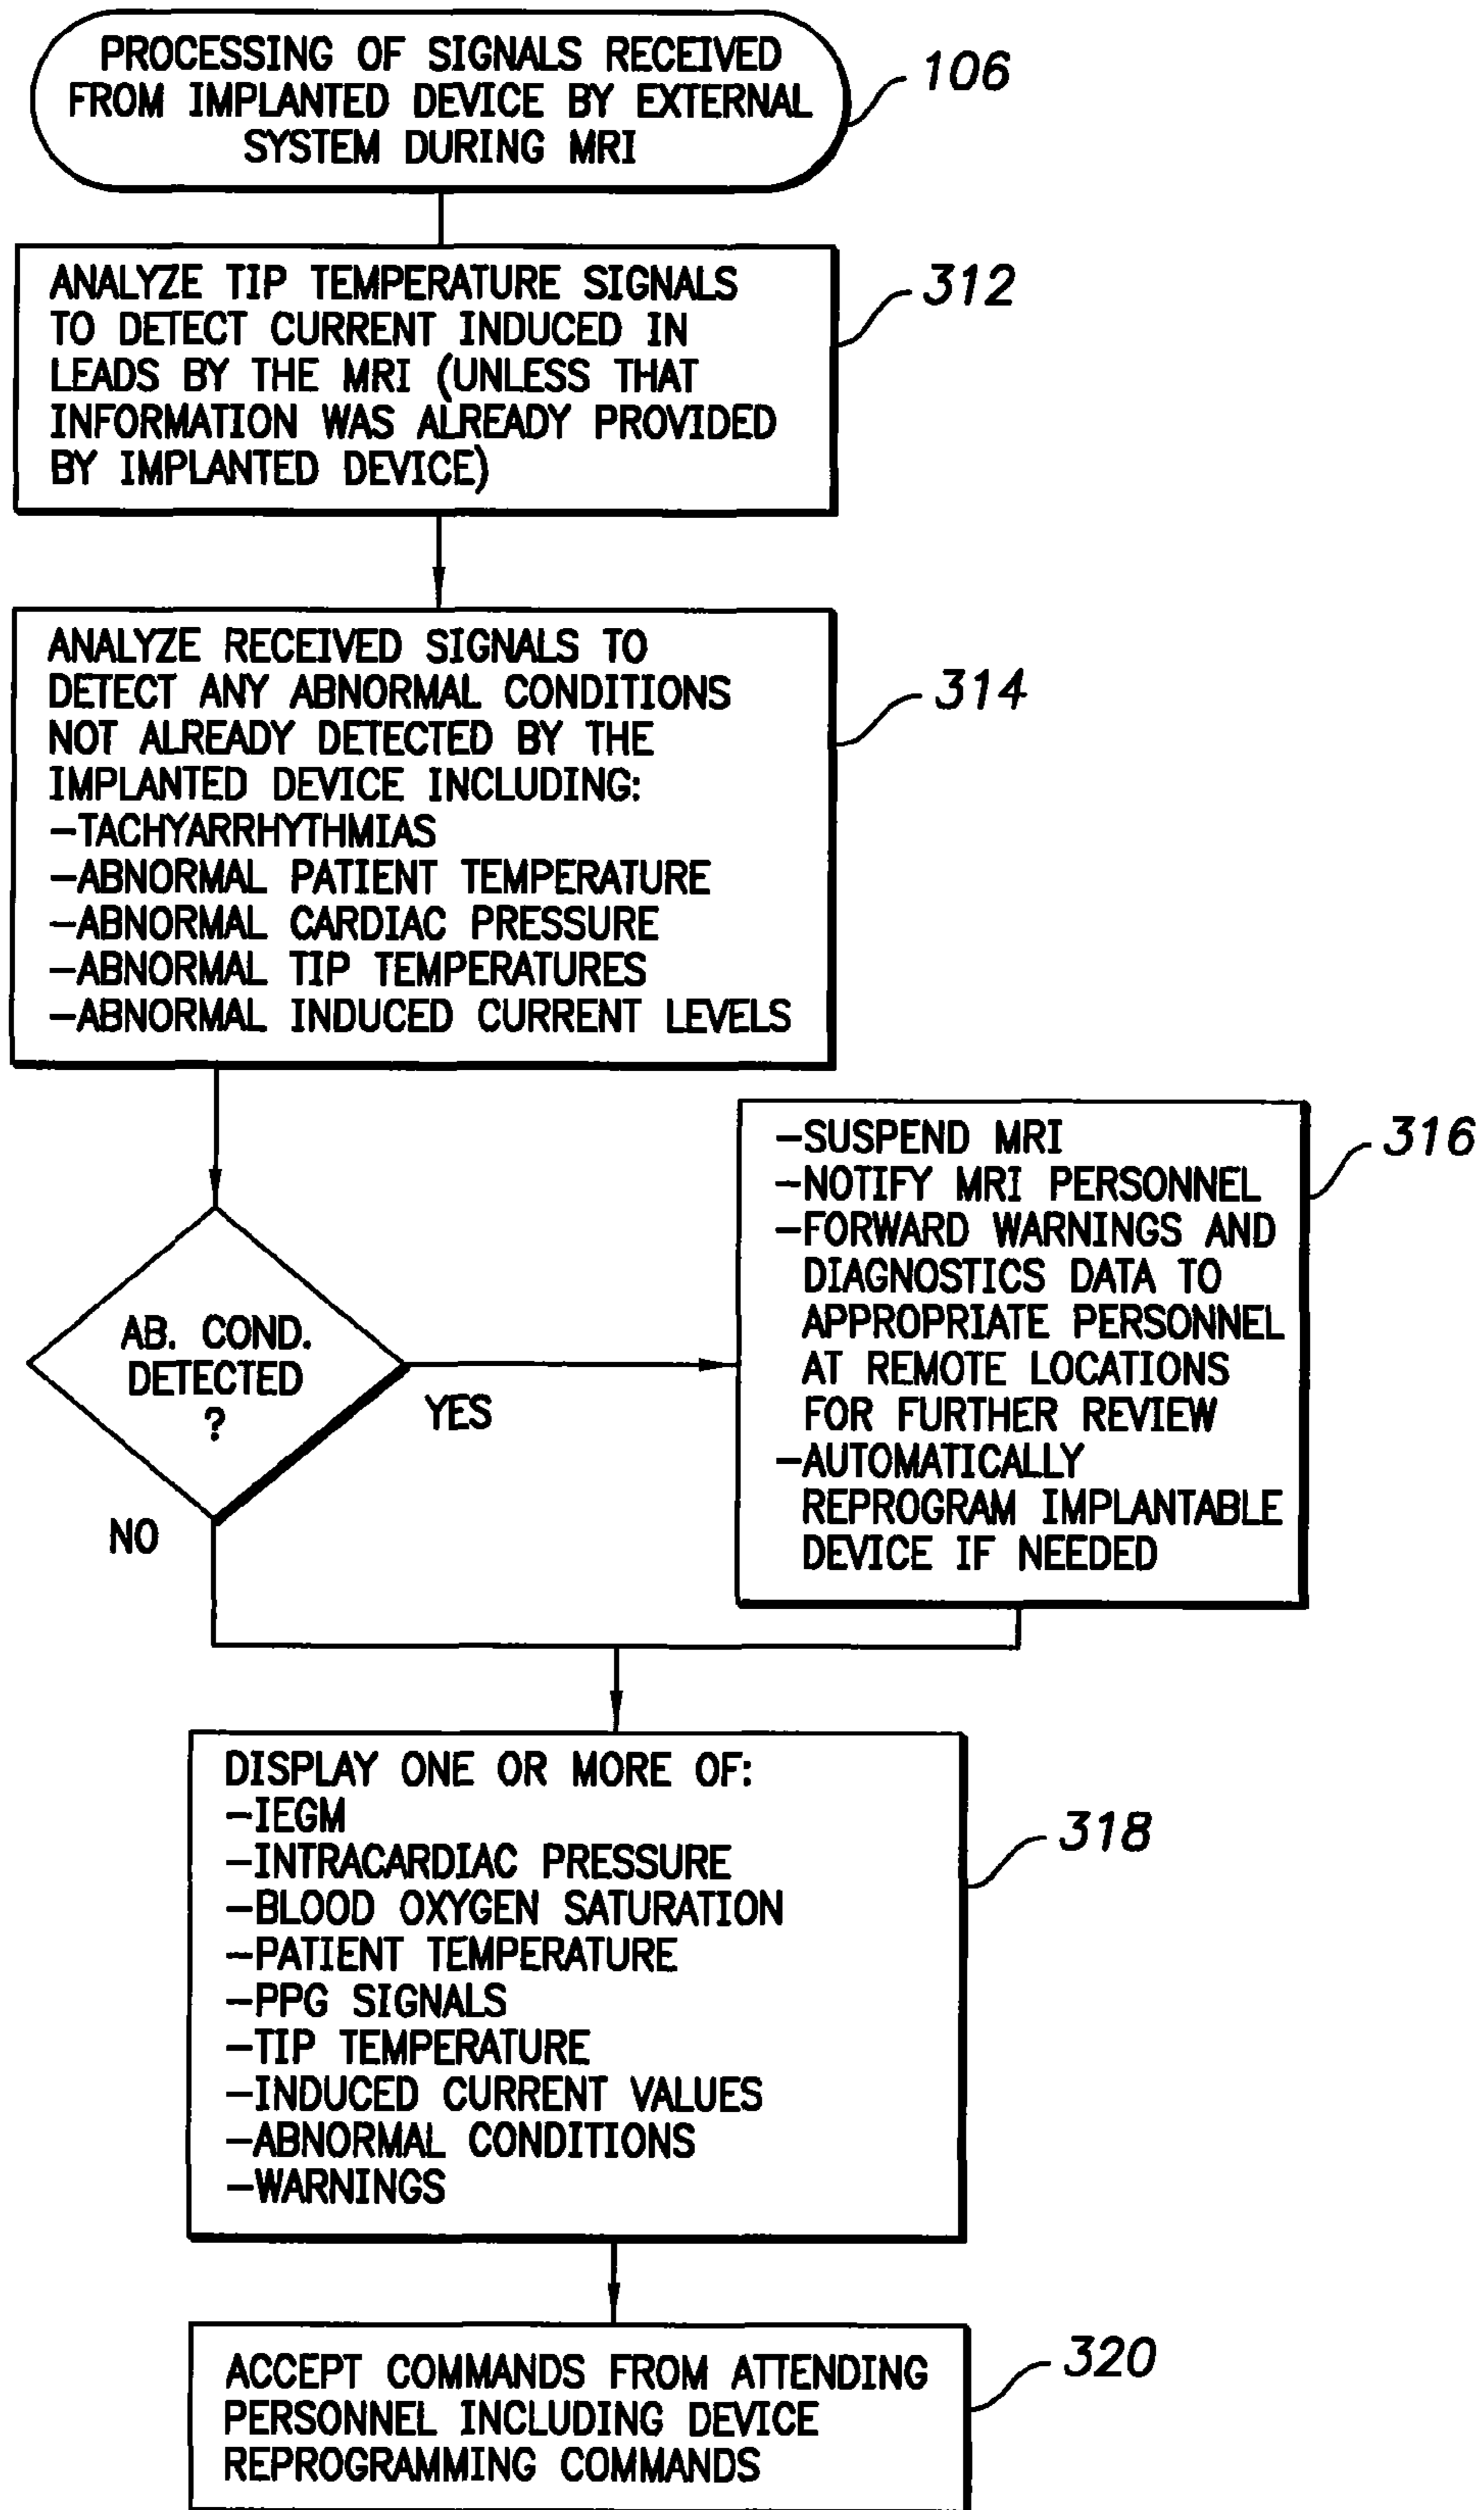 PROCESSING OF SIGNALS RECEIVED
FROM IMPLANTED DEVICE BY EXTERNAL
SYSTEM DURING MRI
106
ANALYZE TIP TEMPERATURE SIGNALS
TO DETECT CURRENT INDUCED IN
LEADS BY THE MRI (UNLESS THAT
INFORMATION WAS ALREADY PROVIDED
BY IMPLANTED DEVICE)
312
ANALYZE RECEIVED SIGNALS TO
DETECT ANY ABNORMAL CONDITIONS
NOT ALREADY DETECTED BY THE
IMPLANTED DEVICE INCLUDING:
-TACHYARRHYTHMIAS
-ABNORMAL PATIENT TEMPERATURE
-ABNORMAL CARDIAC PRESSURE
-ABNORMAL TIP TEMPERATURES
-ABNORMAL INDUCED CURRENT LEVELS
314
AB. COND.
DETECTED
?
YES
NO
-SUSPEND MRI
-NOTIFY MRI PERSONNEL
-FORWARD WARNINGS AND
DIAGNOSTICS DATA TO
APPROPRIATE PERSONNEL
AT REMOTE LOCATIONS
FOR FURTHER REVIEW
-AUTOMATICALLY
REPROGRAM IMPLANTABLE
DEVICE IF NEEDED
316
DISPLAY ONE OR MORE OF:
-IEGM
-INTRACARDIAC PRESSURE
-BLOOD OXYGEN SATURATION
-PATIENT TEMPERATURE
-PPG SIGNALS
-TIP TEMPERATURE
-INDUCED CURRENT VALUES
-ABNORMAL CONDITIONS
-WARNINGS
318
ACCEPT COMMANDS FROM ATTENDING
PERSONNEL INCLUDING DEVICE
REPROGRAMMING COMMANDS
320